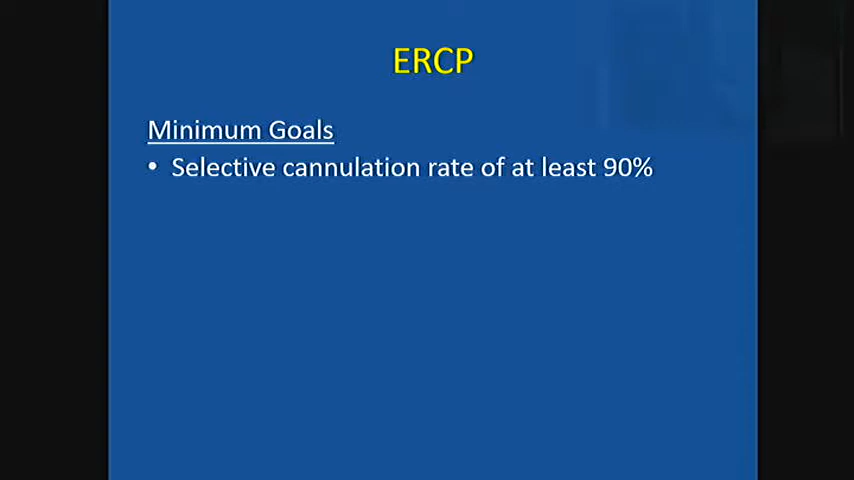 ERCP
Minimum Goals
• Selective cannulation rate of at least 90%